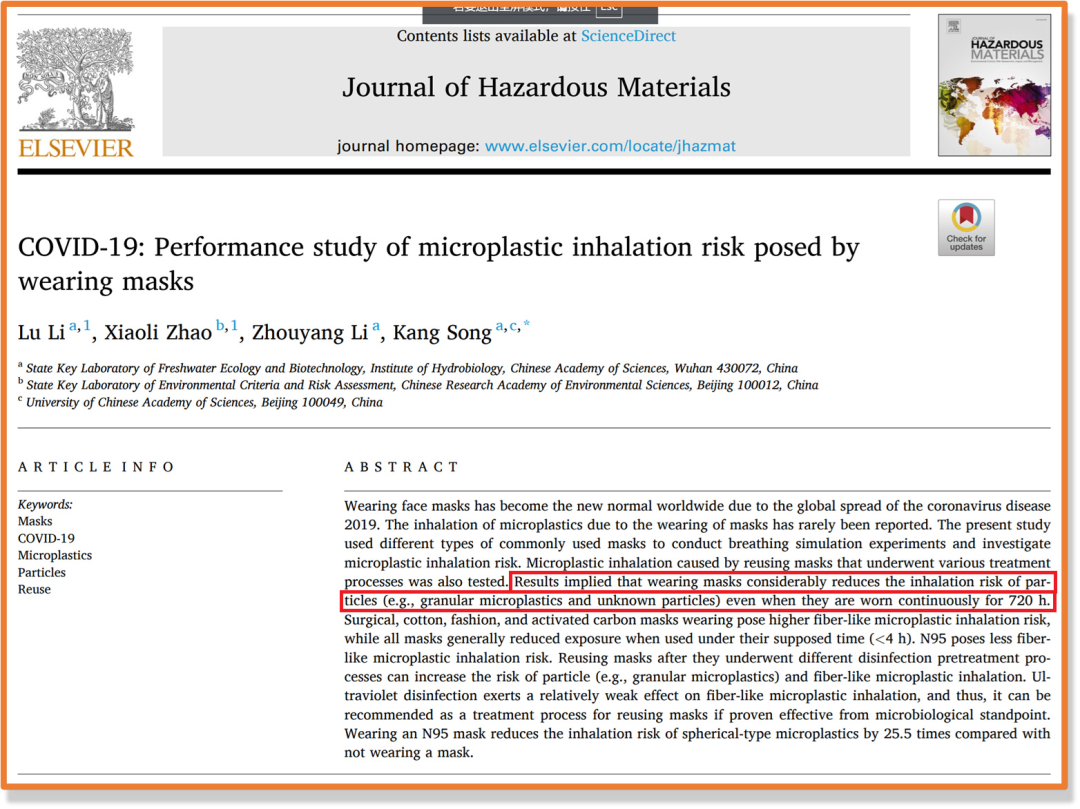 Contents lists available at ScienceDirect
JOURNAL OF
HAZARDOUS
MATERIALS
Journal of Hazardous Materials
ELSEVIER
journal homepage: www.elsevier.com/locate/jhazmat
Check for
updates
COVID-19: Performance study of microplastic inhalation risk posed by
wearing masks
Lu Li a,1, Xiaoli Zhao b,1, Zhouyang Li a, Kang Song a,c,*
a State Key Laboratory of Freshwater Ecology and Biotechnology, Institute of Hydrobiology, Chinese Academy of Sciences, Wuhan 430072, China
b State Key Laboratory of Environmental Criteria and Risk Assessment, Chinese Research Academy of Environmental Sciences, Beijing 100012, China
c University of Chinese Academy of Sciences, Beijing 100049, China
ARTICLE INFO
Keywords:
Masks
COVID-19
Microplastics
Particles
Reuse
ABSTRACT
Wearing face masks has become the new normal worldwide due to the global spread of the coronavirus disease
2019. The inhalation of microplastics due to the wearing of masks has rarely been reported. The present study
used different types of commonly used masks to conduct breathing simulation experiments and investigate
microplastic inhalation risk. Microplastic inhalation caused by reusing masks that underwent various treatment
processes was also tested. Results implied that wearing masks considerably reduces the inhalation risk of par-
ticles (e.g., granular microplastics and unknown particles) even when they are worn continuously for 720 h.
Surgical, cotton, fashion, and activated carbon masks wearing pose higher fiber-like microplastic inhalation risk,
while all masks generally reduced exposure when used under their supposed time (<4 h). N95 poses less fiber-
like microplastic inhalation risk. Reusing masks after they underwent different disinfection pretreatment pro-
cesses can increase the risk of particle (e.g., granular microplastics) and fiber-like microplastic inhalation. Ul-
traviolet disinfection exerts a relatively weak effect on fiber-like microplastic inhalation, and thus, it can be
recommended as a treatment process for reusing masks if proven effective from microbiological standpoint.
Wearing an N95 mask reduces the inhalation risk of spherical-type microplastics by 25.5 times compared with
not wearing a mask.